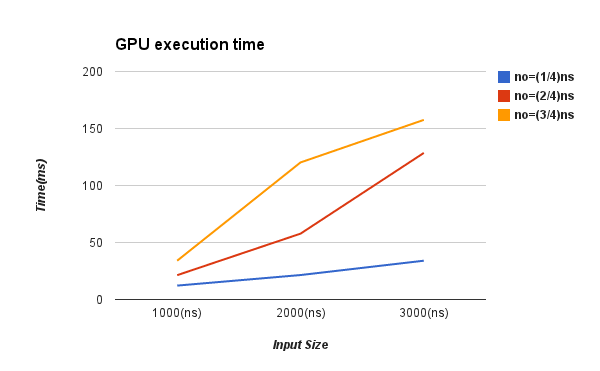 GPU execution time
200
150
100
50
0
Time(ms)
1000(ns)
2000(ns)
3000(ns)
Input Size
no=(1/4)ns
no=(2/4)ns
no=(3/4)ns